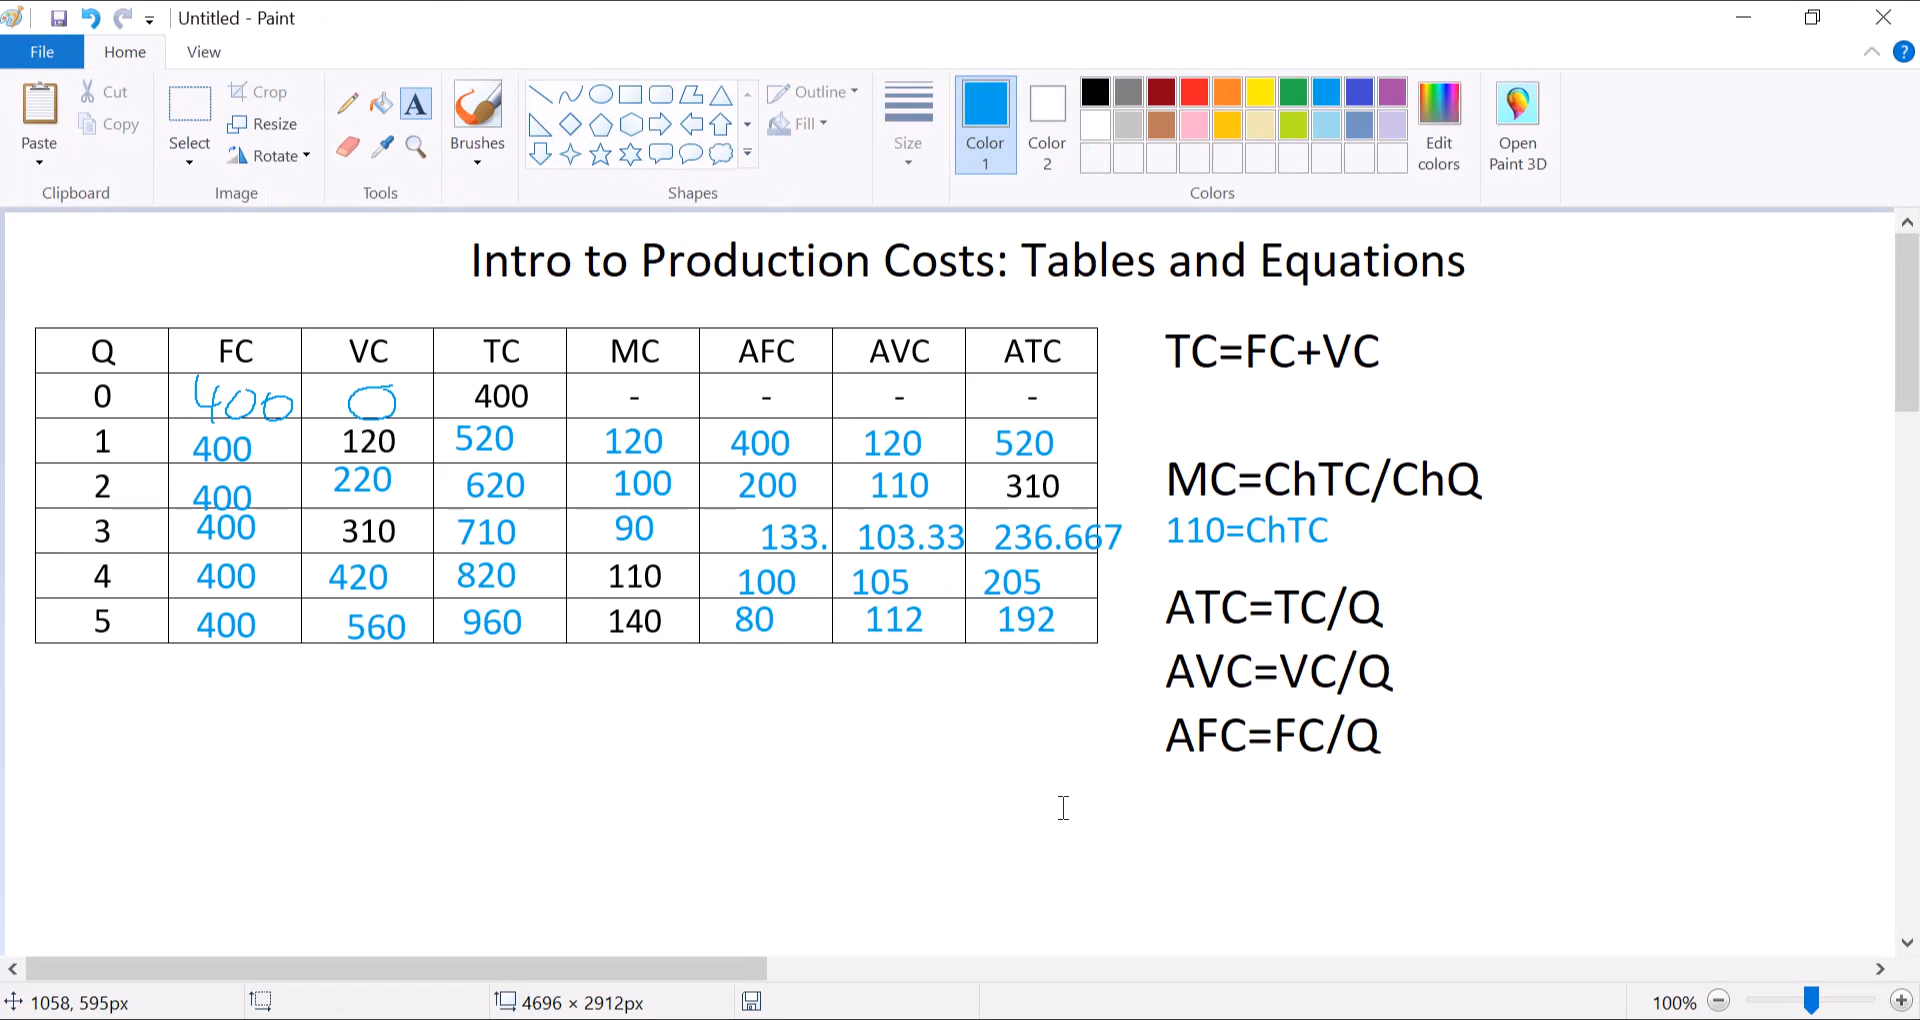 Untitled - Paint
File Home View
Paste
Cut
Copy
Clipboard
Select
Crop
Resize
Rotate
Image
A
Tools
Brushes
Shapes
Outline
Fill
Size
Color 1
Color 2
Colors
Edit colors
Open Paint 3D
?
Intro to Production Costs: Tables and Equations
Q FC VC TC MC AFC AVC ATC
0 400 0 400 - - - -
1 400 120 520 120 400 120 520
2 400 220 620 100 200 110 310
3 400 310 710 90 133. 103.33 236.667
4 400 420 820 110 100 105 205
5 400 560 960 140 80 112 192
TC=FC+VC
MC=ChTC/ChQ
110=ChTC
ATC=TC/Q
AVC=VC/Q
AFC=FC/Q
1058, 595px
4696 × 2912px
100%